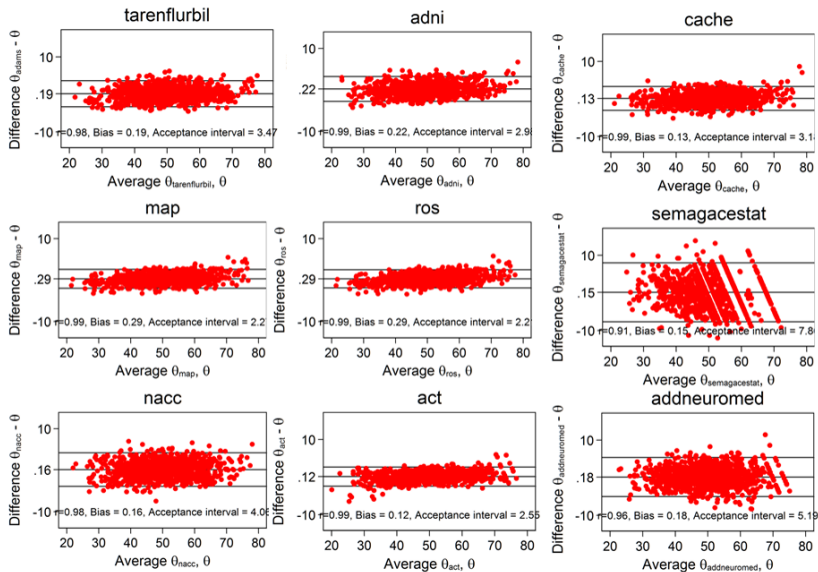 tarenflurbil
Difference θadams - θ
10
.19
-10
r=0.98, Bias = 0.19, Acceptance interval = 3.47
20 30 40 50 60 70 80
Average θtarenflurbil, θ
adni
Difference θadni - θ
10
.22
-10
r=0.99, Bias = 0.22, Acceptance interval = 2.98
20 30 40 50 60 70 80
Average θadni, θ
cache
Difference θcache - θ
10
.13
-10
r=0.99, Bias = 0.13, Acceptance interval = 3.1
20 30 40 50 60 70 80
Average θcache, θ
map
Difference θmap - θ
10
.29
-10
r=0.99, Bias = 0.29, Acceptance interval = 2.2
20 30 40 50 60 70 80
Average θmap, θ
ros
Difference θros - θ
10
.29
-10
r=0.99, Bias = 0.29, Acceptance interval = 2.2
20 30 40 50 60 70 80
Average θros, θ
semagacestat
Difference θsemagacestat - θ
10
.15
-10
r=0.91, Bias = 0.15, Acceptance interval = 7.8
20 30 40 50 60 70 80
Average θsemagacestat, θ
nacc
Difference θnacc - θ
10
.16
-10
r=0.98, Bias = 0.16, Acceptance interval = 4.06
20 30 40 50 60 70 80
Average θnacc, θ
act
Difference θact - θ
10
.12
-10
r=0.99, Bias = 0.12, Acceptance interval = 2.55
20 30 40 50 60 70 80
Average θact, θ
addneuromed
Difference θaddneuromed - θ
10
.18
-10
r=0.96, Bias = 0.18, Acceptance interval = 5.19
20 30 40 50 60 70 80
Average θaddneuromed, θ